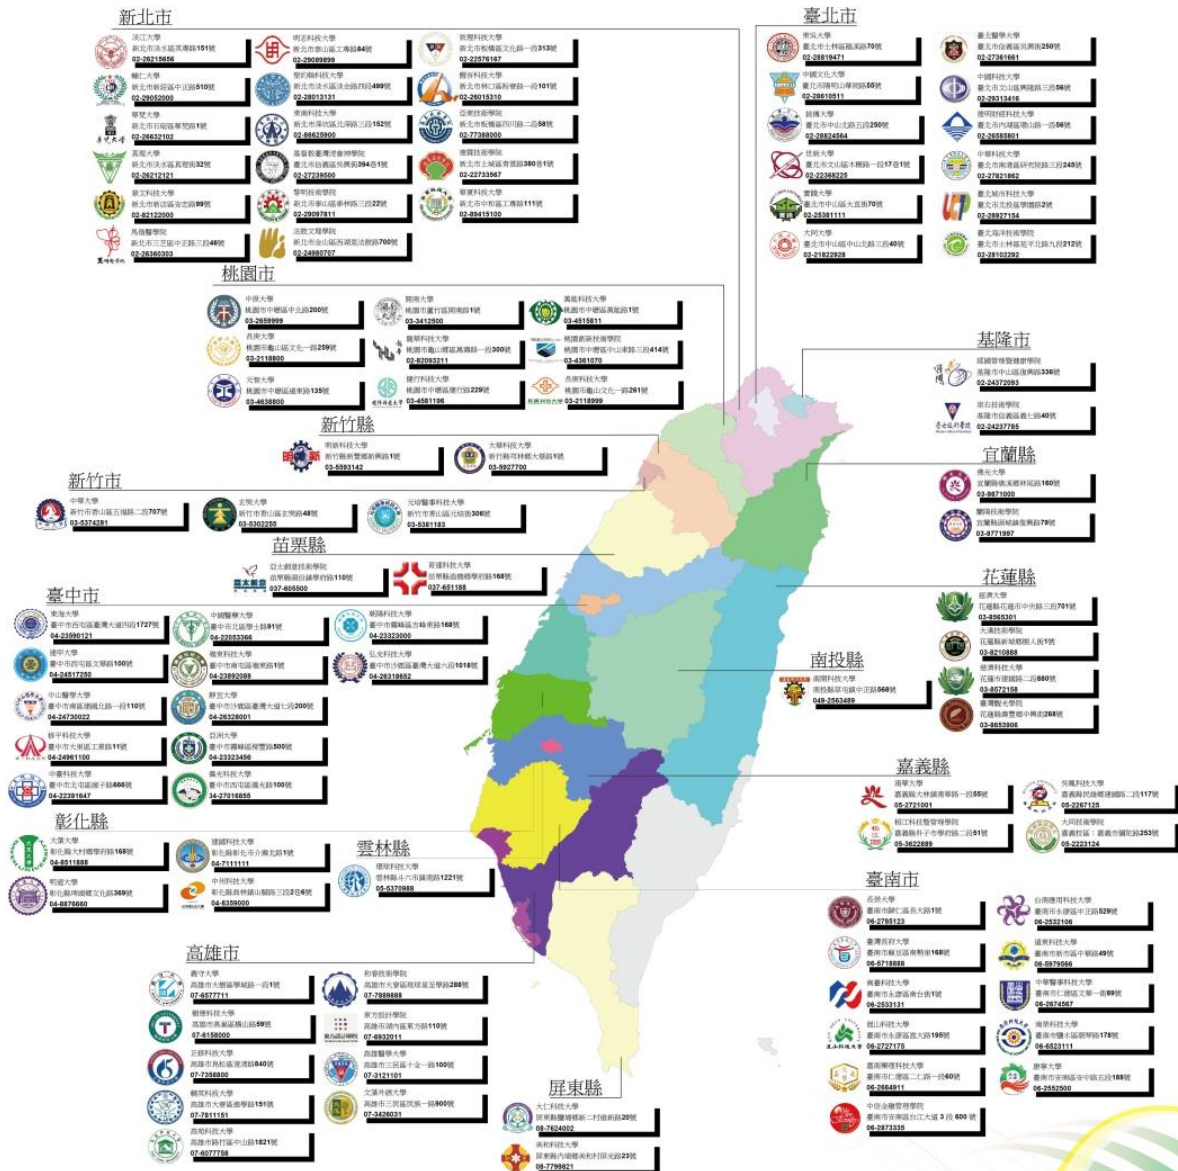 新北市
淡江大學
新北市淡水區英專路151號
02-26215656
明志科技大學
新北市泰山區工專路84號
02-29089899
致理科技大學
新北市板橋區文化路一段313號
02-22576167
輔仁大學
新北市新莊區中正路510號
02-29052000
聖約翰科技大學
新北市淡水區淡金路四段499號
02-28013131
醒吾科技大學
新北市林口區粉寮路一段101號
02-26015310
華梵大學
新北市石碇區華梵路1號
02-26632102
東南科技大學
新北市深坑區北深路三段152號
02-86625900
亞東技術學院
新北市板橋區四川路二段58號
02-77388000
真理大學
新北市淡水區真理街32號
02-26212121
基督教臺灣浸會神學院
臺北市信義區吳興街394巷1號
02-27239500
德霖技術學院
新北市土城區青雲路380巷1號
02-22733567
景文科技大學
新北市新店區安忠路99號
02-82122000
黎明技術學院
新北市泰山區泰林路三段22號
02-29097811
華夏科技大學
新北市中和區工專路111號
02-89415100
馬偕醫學院
新北市三芝區中正路三段46號
02-26360303
法鼓文理學院
新北市金山區西湖里法鼓路700號
02-24980707
臺北市
東吳大學
臺北市士林區臨溪路70號
02-28819471
臺北醫學大學
臺北市信義區吳興街250號
02-27361661
中國文化大學
臺北市陽明山華岡路55號
02-28610511
中國科技大學
臺北市文山區興隆路三段56號
02-29313416
銘傳大學
臺北市中山北路五段250號
02-28824564
德明財經科技大學
臺北市內湖區環山路一段56號
02-26585801
世新大學
臺北市文山區木柵路一段17巷1號
02-22368225
中華科技大學
臺北市南港區研究院路三段245號
02-27821862
實踐大學
臺北市中山區大直街70號
02-25381111
臺北城市科技大學
臺北市北投區學園路2號
02-28927154
大同大學
臺北市中山區中山北路三段40號
02-21822928
臺北海洋技術學院
臺北市士林區延平北路九段212號
02-28102292
桃園市
中原大學
桃園市中壢區中北路200號
03-2659999
開南大學
桃園市蘆竹區開南路1號
03-3412500
萬能科技大學
桃園市中壢區萬能路1號
03-4515811
長庚大學
桃園市龜山區文化一路259號
03-2118800
龍華科技大學
桃園市龜山鄉區萬壽路一段300號
02-82093211
桃園創新技術學院
桃園市中壢區中山東路三段414號
03-4361070
元智大學
桃園市中壢區遠東路135號
03-4638800
健行科技大學
桃園市中壢區健行路229號
03-4581196
長庚科技大學
桃園市龜山文化一路261號
03-2118999
基隆市
經國管理暨健康學院
基隆市中山區復興路336號
02-24372093
崇右技術學院
基隆市信義區義七路40號
02-24237785
新竹縣
明新科技大學
新竹縣新豐鄉新興路1號
03-5593142
大華科技大學
新竹縣芎林鄉大華路1號
03-5927700
宜蘭縣
佛光大學
宜蘭縣礁溪鄉林尾路160號
03-9871000
蘭陽技術學院
宜蘭縣頭城鎮復興路79號
03-9771997
新竹市
中華大學
新竹市香山區五福路二段707號
03-5374281
玄奘大學
新竹市香山區玄奘路48號
03-5302255
元培醫事科技大學
新竹市香山區元培街306號
03-5381183
苗栗縣
亞太創意技術學院
苗栗縣頭份鎮學府路110號
037-605500
育達科技大學
苗栗縣造橋鄉學府路168號
037-651188
花蓮縣
慈濟大學
花蓮縣花蓮市中央路三段701號
03-8565301
大漢技術學院
花蓮縣新城鄉樹人街1號
03-8210888
慈濟科技大學
花蓮市建國路二段880號
03-8572158
臺灣觀光學院
花蓮縣壽豐鄉中興街268號
03-8653906
臺中市
東海大學
臺中市西屯區臺灣大道四段1727號
04-23590121
中國醫藥大學
臺中市北區學士路91號
04-22053366
朝陽科技大學
臺中市霧峰區吉峰東路168號
04-23323000
逢甲大學
臺中市西屯區文華路100號
04-24517250
嶺東科技大學
臺中市南屯區嶺東路1號
04-23892088
弘光科技大學
臺中市沙鹿區臺灣大道六段1018號
04-26318652
中山醫學大學
臺中市南區建國北路一段110號
04-24730022
靜宜大學
臺中市沙鹿區臺灣大道七段200號
04-26328001
修平科技大學
臺中市大里區工業路11號
04-24961100
亞洲大學
臺中市霧峰區柳豐路500號
04-23323456
中臺科技大學
臺中市北屯區廍子路666號
04-22391647
僑光科技大學
臺中市西屯區僑光路100號
04-27016855
南投縣
南開科技大學
南投縣草屯鎮中正路568號
049-2563489
嘉義縣
南華大學
嘉義縣大林鎮南華路一段55號
05-2721001
吳鳳科技大學
嘉義縣民雄鄉建國路二段117號
05-2267125
稻江科技暨管理學院
嘉義縣朴子市學府路二段51號
05-3622889
大同技術學院
嘉義校區：嘉義市彌陀路253號
05-2223124
彰化縣
大葉大學
彰化縣大村鄉學府路168號
04-8511888
建國科技大學
彰化縣彰化市介壽北路1號
04-7111111
明道大學
彰化縣埤頭鄉文化路369號
04-8876660
中州科技大學
彰化縣員林鎮山腳路三段2巷6號
04-8359000
雲林縣
環球科技大學
雲林縣斗六市鎮南路1221號
05-5370988
臺南市
長榮大學
臺南市歸仁區長大路1號
06-2785123
台南應用科技大學
臺南市永康區中正路529號
06-2532106
臺灣首府大學
臺南市麻豆區南勢里168號
06-5718888
遠東科技大學
臺南市新市區中華路49號
06-5979566
南臺科技大學
臺南市永康區南台街1號
06-2533131
中華醫事科技大學
臺南市仁德區文華一街89號
06-2674567
崑山科技大學
臺南市永康區崑大路195號
06-2727175
南榮科技大學
臺南市鹽水區朝琴路178號
06-6523111
嘉南藥理科技大學
臺南市仁德區二仁路一段60號
06-2664911
康寧大學
臺南市安南區安中路五段188號
06-2552500
中信金融管理學院
臺南市安南區台江大道 3 段 600 號
06-2873335
高雄市
義守大學
高雄市大樹區學城路一段1號
07-6577711
和春技術學院
高雄市大寮區琉球里至學路288號
07-7889888
樹德科技大學
高雄市燕巢區橫山路59號
07-6158000
東方設計學院
高雄市湖內區東方路110號
07-6932011
正修科技大學
高雄市鳥松區澄清路840號
07-7358800
高雄醫學大學
高雄市三民區十全一路100號
07-3121101
輔英科技大學
高雄市大寮區進學路151號
07-7811151
文藻外語大學
高雄市三民區民族一路900號
07-3426031
高苑科技大學
高雄市路竹區中山路1821號
07-6077758
屏東縣
大仁科技大學
屏東縣鹽埔鄉新二村維新路20號
08-7624002
美和科技大學
屏東縣內埔鄉美和村屏光路23號
08-7799821